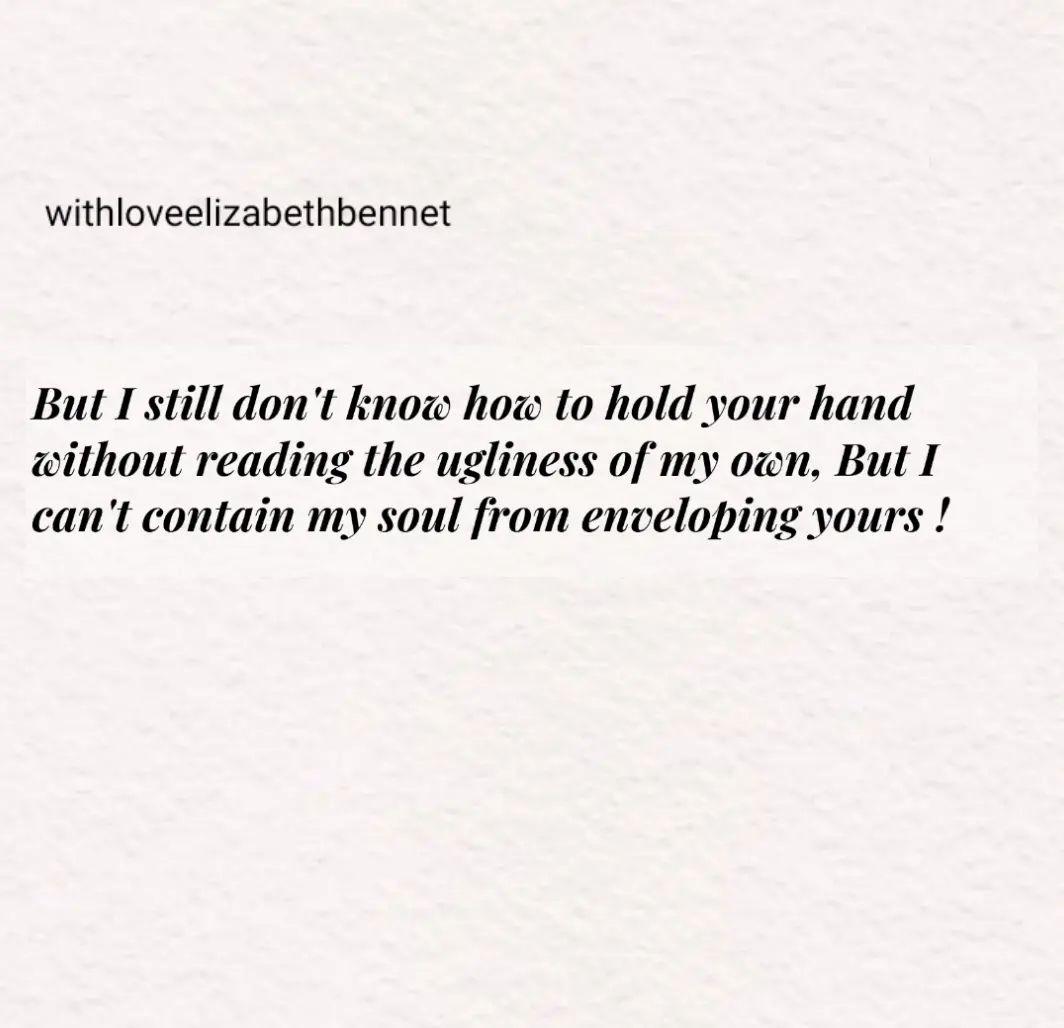 withloveelizabethbennet
But I still don't know how to hold your hand
without reading the ugliness of my own, But I
can't contain my soul from enveloping yours !